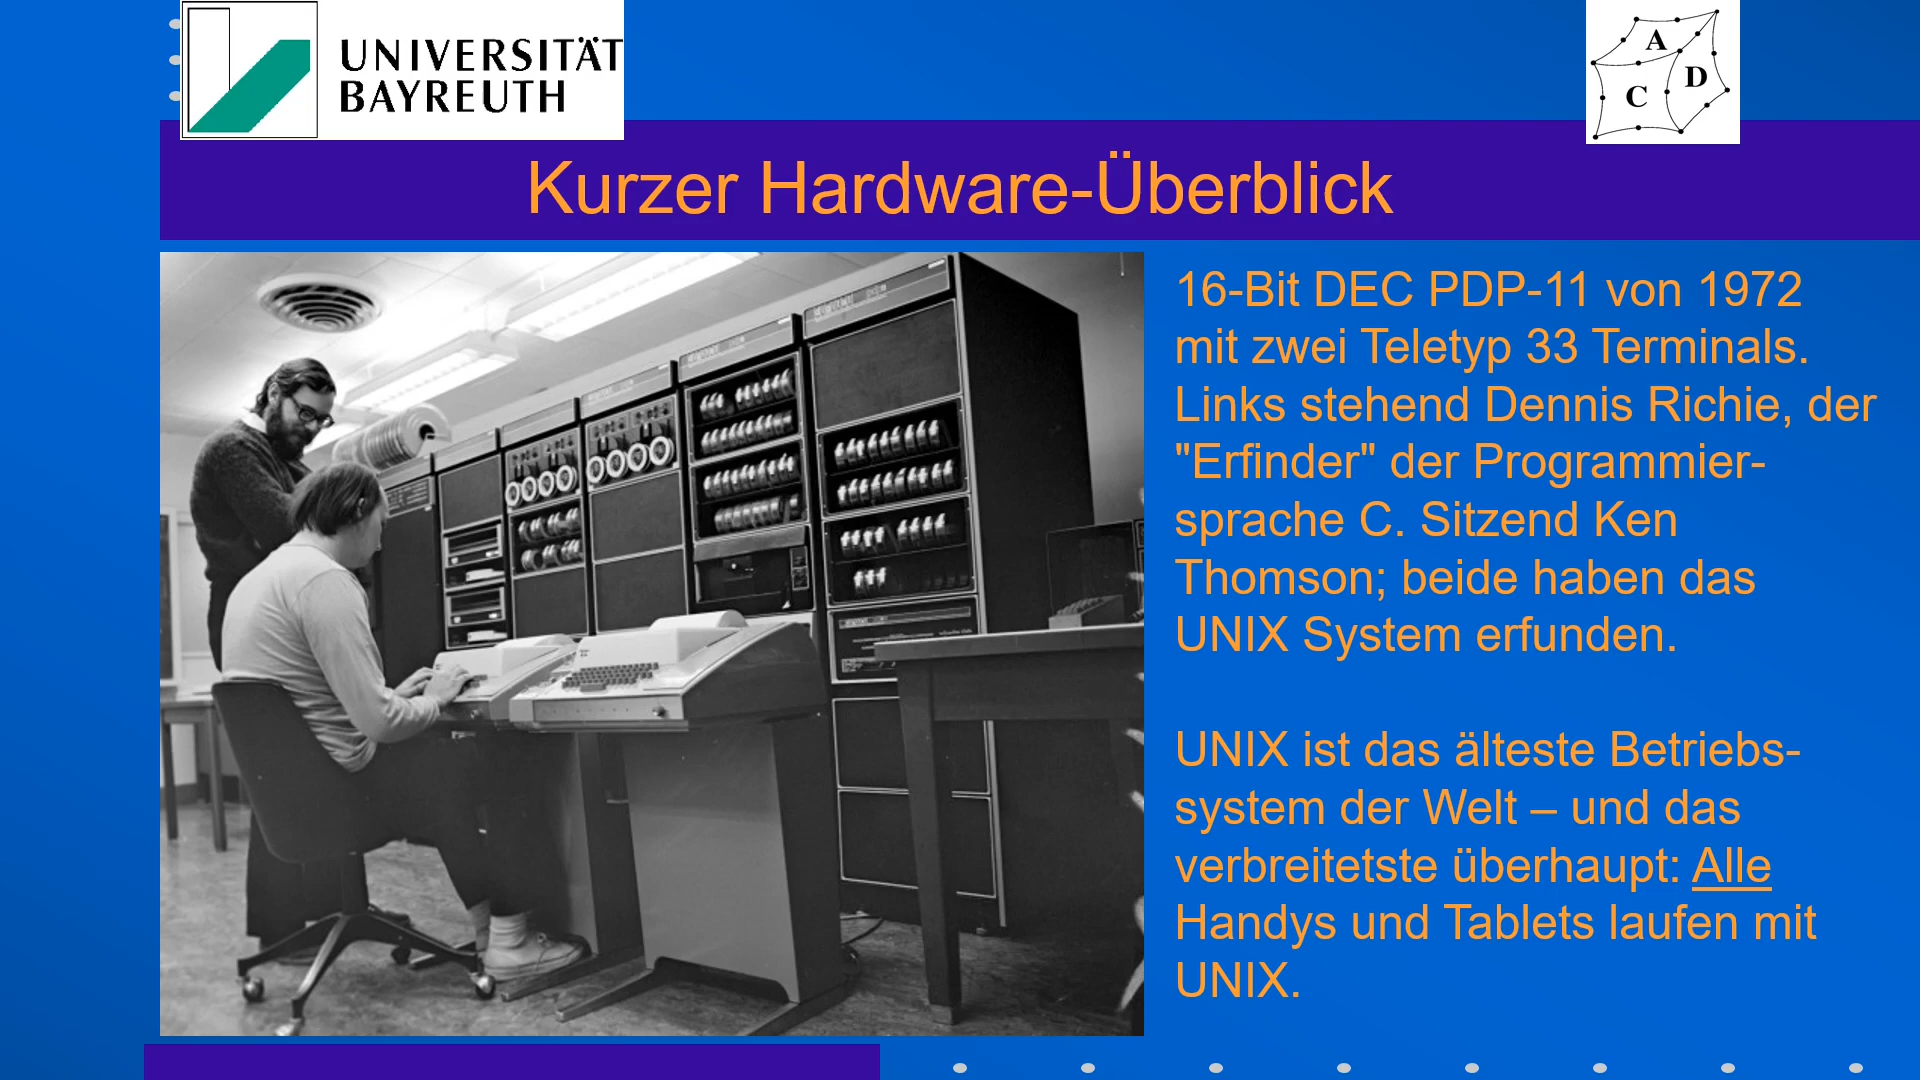 UNIVERSITÄT
BAYREUTH
A
D
C
Kurzer Hardware-Überblick
16-Bit DEC PDP-11 von 1972
mit zwei Teletyp 33 Terminals.
Links stehend Dennis Richie, der
"Erfinder" der Programmier-
sprache C. Sitzend Ken
Thomson; beide haben das
UNIX System erfunden.
UNIX ist das älteste Betriebs-
system der Welt – und das
verbreitetste überhaupt: Alle
Handys und Tablets laufen mit
UNIX.